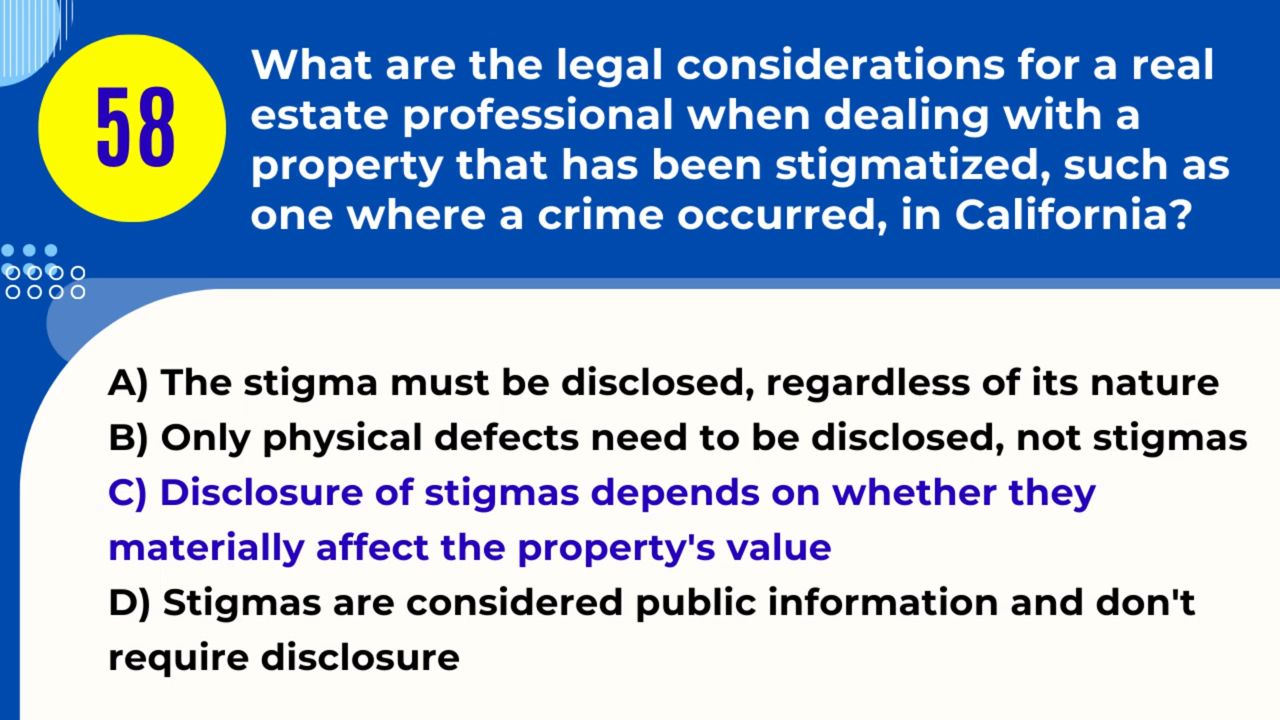 58
What are the legal considerations for a real
estate professional when dealing with a
property that has been stigmatized, such as
one where a crime occurred, in California?
A) The stigma must be disclosed, regardless of its nature
B) Only physical defects need to be disclosed, not stigmas
C) Disclosure of stigmas depends on whether they
materially affect the property's value
D) Stigmas are considered public information and don't
require disclosure